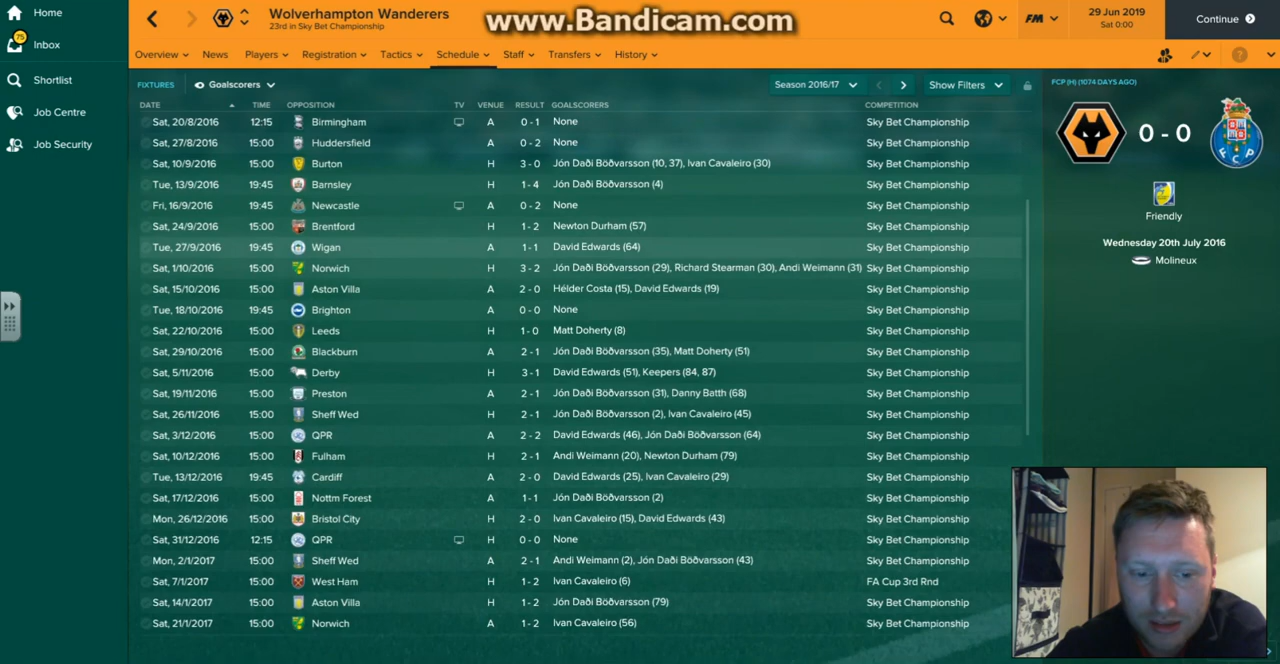 www.Bandicam.com
Home
75
Inbox
Shortlist
Job Centre
Job Security
Wolverhampton Wanderers
23rd in Sky Bet Championship
FM
29 Jun 2019
Sat 0:00
Continue
Overview News Players Registration Tactics Schedule Staff Transfers History
FIXTURES Goalscorers Season 2016/17 Show Filters
DATE TIME OPPOSITION TV VENUE RESULT GOALSCORERS COMPETITION
Sat, 20/8/2016 12:15 Birmingham A 0 - 1 None Sky Bet Championship
Sat, 27/8/2016 15:00 Huddersfield A 0 - 2 None Sky Bet Championship
Sat, 10/9/2016 15:00 Burton H 3 - 0 Jón Daði Böðvarsson (10, 37), Ivan Cavaleiro (30) Sky Bet Championship
Tue, 13/9/2016 19:45 Barnsley H 1 - 4 Jón Daði Böðvarsson (4) Sky Bet Championship
Fri, 16/9/2016 19:45 Newcastle A 0 - 2 None Sky Bet Championship
Sat, 24/9/2016 15:00 Brentford H 1 - 2 Newton Durham (57) Sky Bet Championship
Tue, 27/9/2016 19:45 Wigan A 1 - 1 David Edwards (64) Sky Bet Championship
Sat, 1/10/2016 15:00 Norwich H 3 - 2 Jón Daði Böðvarsson (29), Richard Stearman (30), Andi Weimann (31) Sky Bet Championship
Sat, 15/10/2016 15:00 Aston Villa A 2 - 0 Hélder Costa (15), David Edwards (19) Sky Bet Championship
Tue, 18/10/2016 19:45 Brighton A 0 - 0 None Sky Bet Championship
Sat, 22/10/2016 15:00 Leeds H 1 - 0 Matt Doherty (8) Sky Bet Championship
Sat, 29/10/2016 15:00 Blackburn A 2 - 1 Jón Daði Böðvarsson (35), Matt Doherty (51) Sky Bet Championship
Sat, 5/11/2016 15:00 Derby H 3 - 1 David Edwards (51), Keepers (84, 87) Sky Bet Championship
Sat, 19/11/2016 15:00 Preston A 2 - 1 Jón Daði Böðvarsson (31), Danny Batth (68) Sky Bet Championship
Sat, 26/11/2016 15:00 Sheff Wed H 2 - 1 Jón Daði Böðvarsson (2), Ivan Cavaleiro (45) Sky Bet Championship
Sat, 3/12/2016 15:00 QPR A 2 - 2 David Edwards (46), Jón Daði Böðvarsson (64) Sky Bet Championship
Sat, 10/12/2016 15:00 Fulham H 2 - 1 Andi Weimann (20), Newton Durham (79) Sky Bet Championship
Tue, 13/12/2016 19:45 Cardiff A 2 - 0 David Edwards (25), Ivan Cavaleiro (29) Sky Bet Championship
Sat, 17/12/2016 15:00 Nottm Forest A 1 - 1 Jón Daði Böðvarsson (2) Sky Bet Championship
Mon, 26/12/2016 15:00 Bristol City H 2 - 0 Ivan Cavaleiro (15), David Edwards (43) Sky Bet Championship
Sat, 31/12/2016 12:15 QPR H 0 - 0 None Sky Bet Championship
Mon, 2/1/2017 15:00 Sheff Wed A 2 - 1 Andi Weimann (2), Jón Daði Böðvarsson (43) Sky Bet Championship
Sat, 7/1/2017 15:00 West Ham H 1 - 2 Ivan Cavaleiro (6) FA Cup 3rd Rnd
Sat, 14/1/2017 15:00 Aston Villa H 1 - 2 Jón Daði Böðvarsson (79) Sky Bet Championship
Sat, 21/1/2017 15:00 Norwich A 1 - 2 Ivan Cavaleiro (56) Sky Bet Championship
FCP (H) (1074 DAYS AGO)
0 - 0
FCP
Friendly
Wednesday 20th July 2016
Molineux